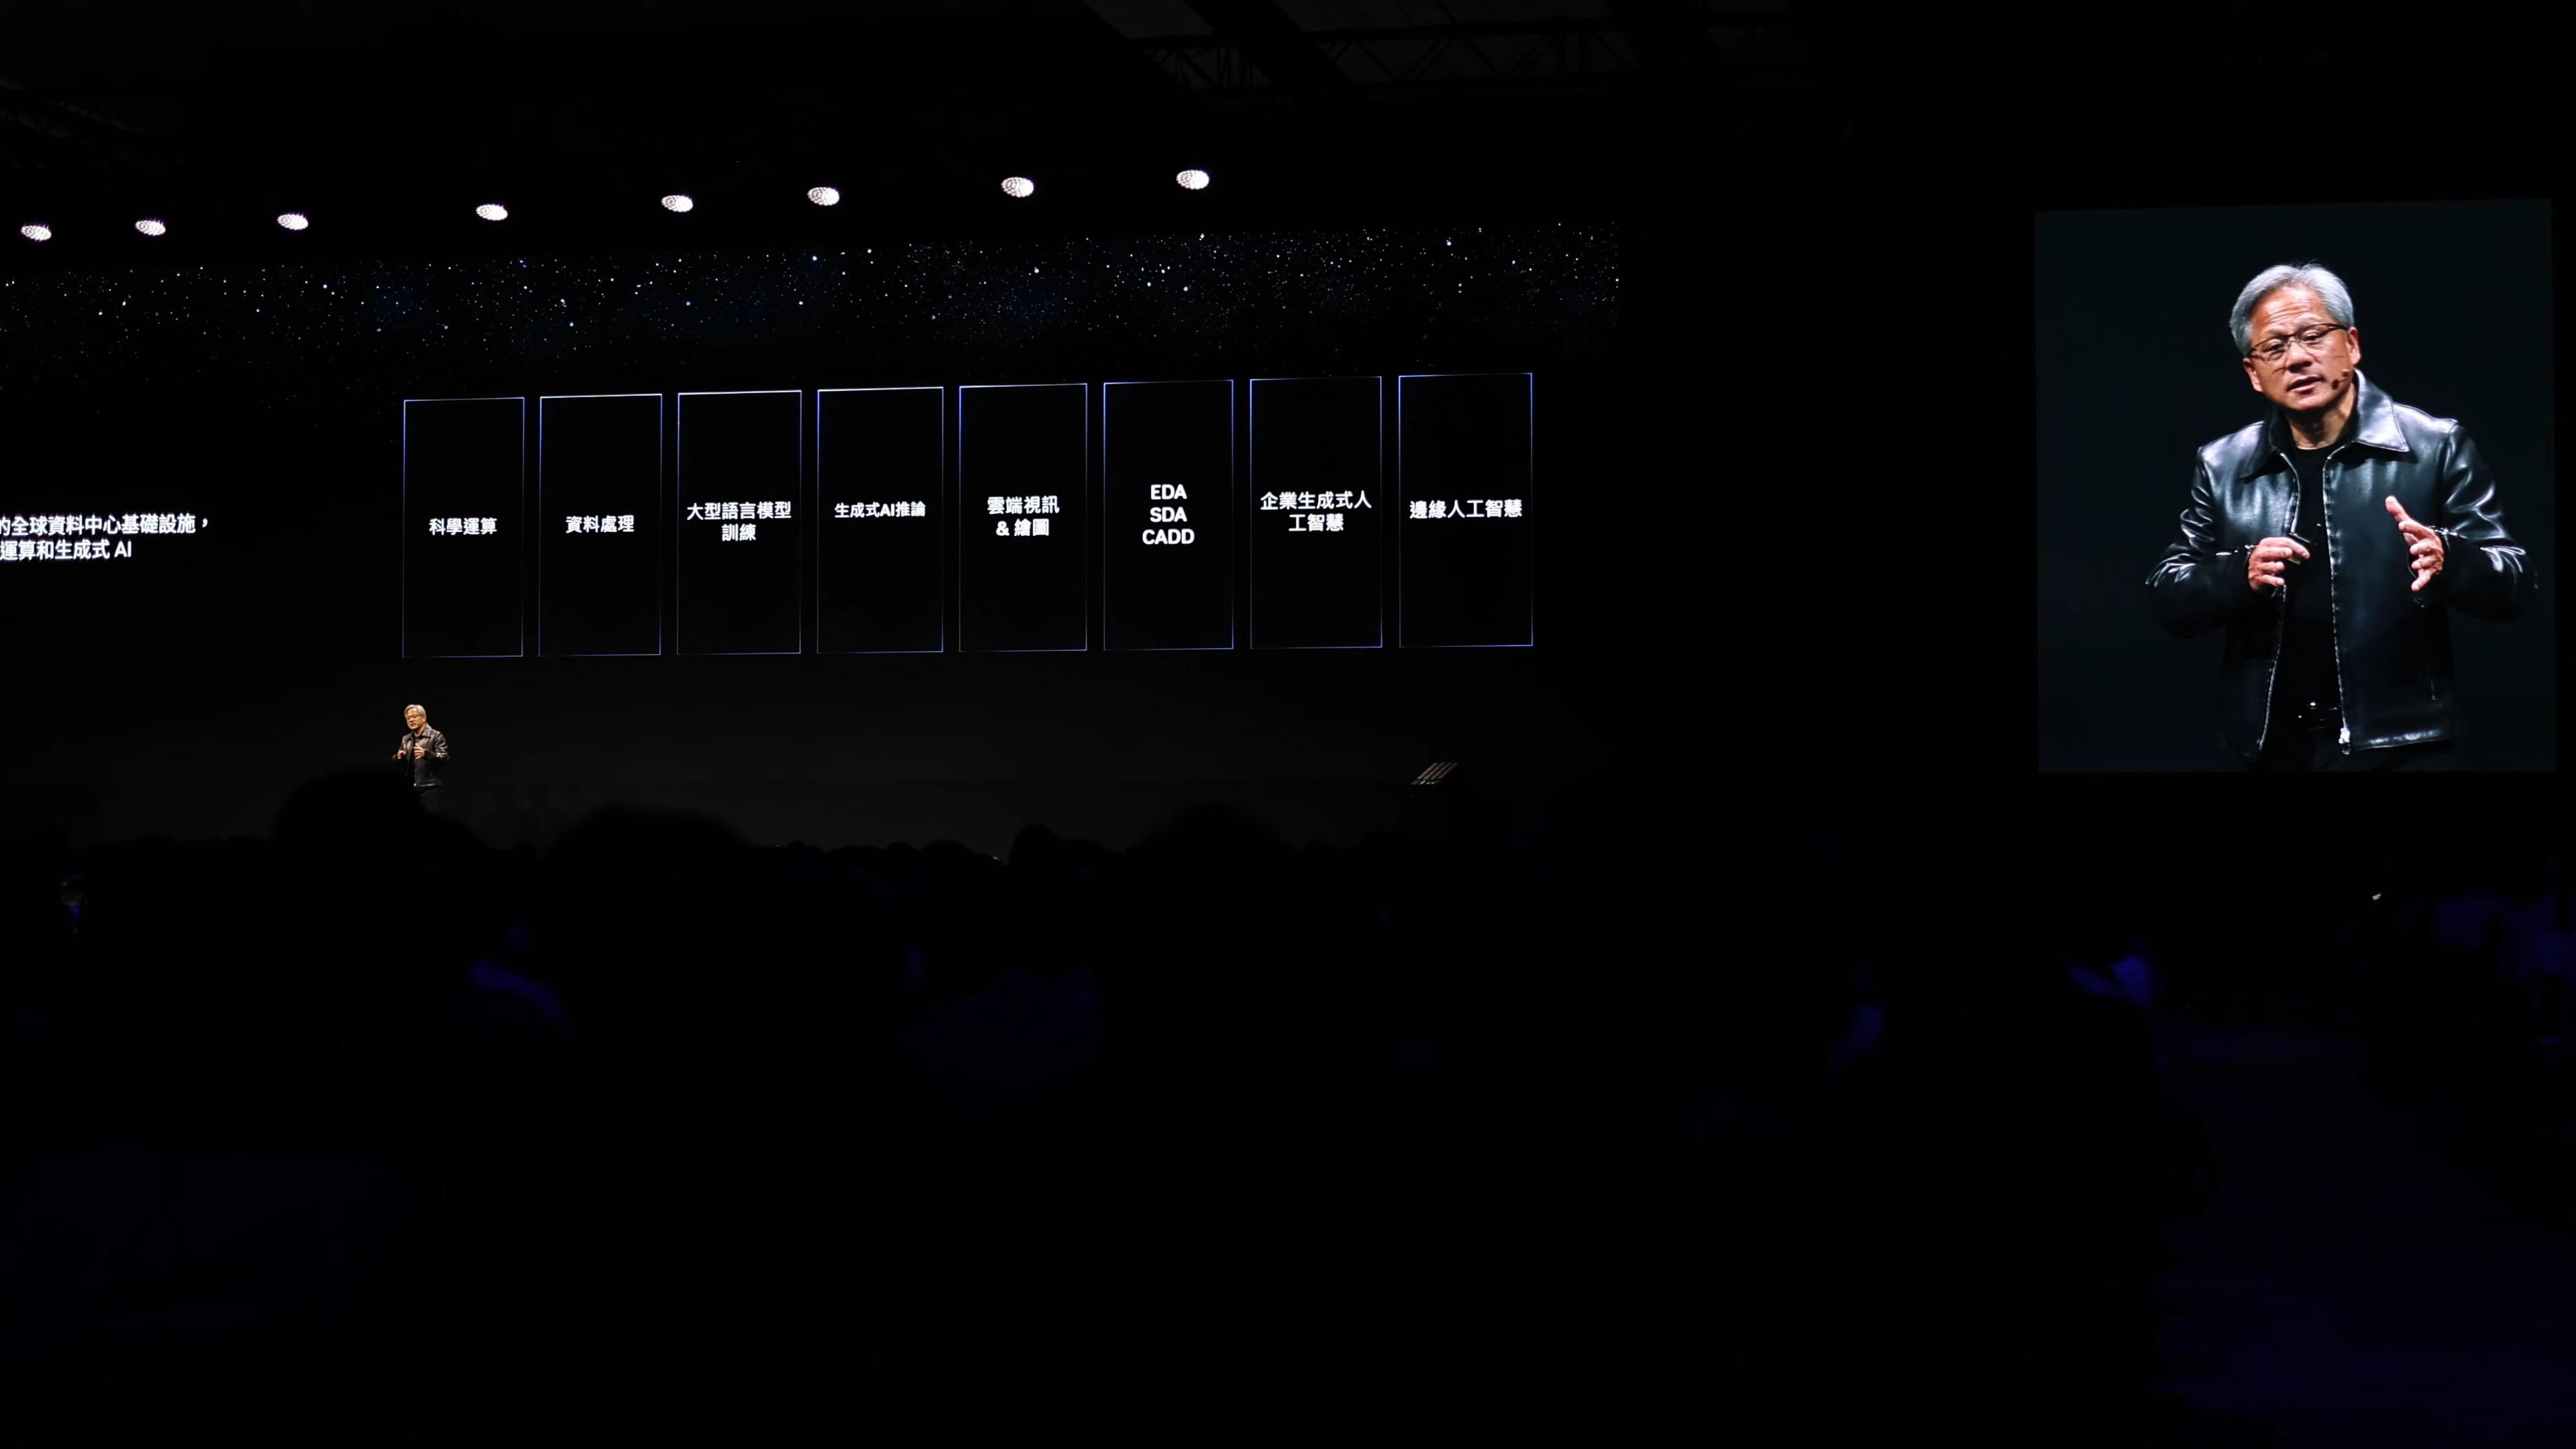 的全球資料中心基礎設施，
運算和生成式 AI
科學運算
資料處理
大型語言模型
訓練
生成式AI推論
雲端視訊
& 繪圖
EDA
SDA
CADD
企業生成式人
工智慧
邊緣人工智慧